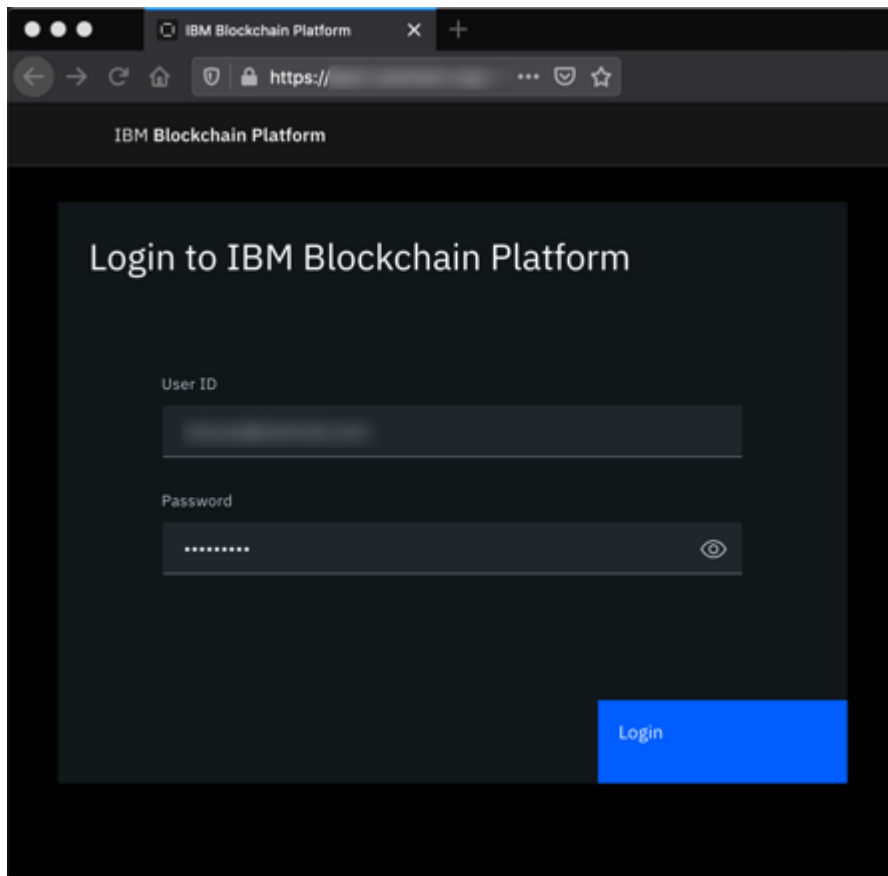 IBM Blockchain Platform
https://
IBM Blockchain Platform
Login to IBM Blockchain Platform
User ID
Password
•••••••••
Login